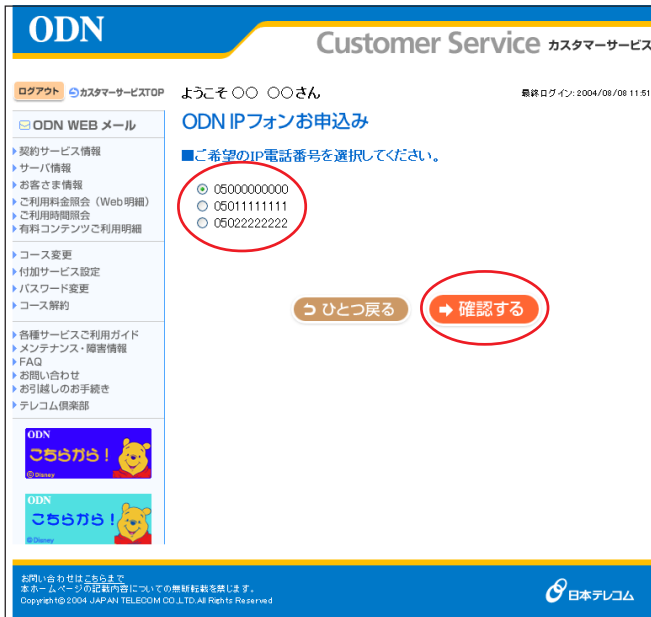 ODN
Customer Service カスタマーサービス
ログアウト カスタマーサービスTOP
ようこそ○○ ○○さん
最終ログイン:2004/08/08 11:51
ODN WEB メール
契約サービス情報
サーバ情報
お客さま情報
ご利用料金照会（Web明細）
ご利用時間照会
有料コンテンツご利用明細
コース変更
付加サービス設定
パスワード変更
コース解約
各種サービスご利用ガイド
メンテナンス・障害情報
FAQ
お問い合わせ
お引越しのお手続き
テレコム倶楽部
ODN
こちらから！
©Disney
ODN
こちらから！
©Disney
ODN IPフォンお申込み
■ご希望のIP電話番号を選択してください。
05000000000
05011111111
05022222222
ひとつ戻る
確認する
お問い合わせはこちらまで
本ホームページの記載内容についての無断転載を禁じます。
Copyright© 2004 JAPAN TELECOM CO.,LTD.All Rights Reserved
日本テレコム